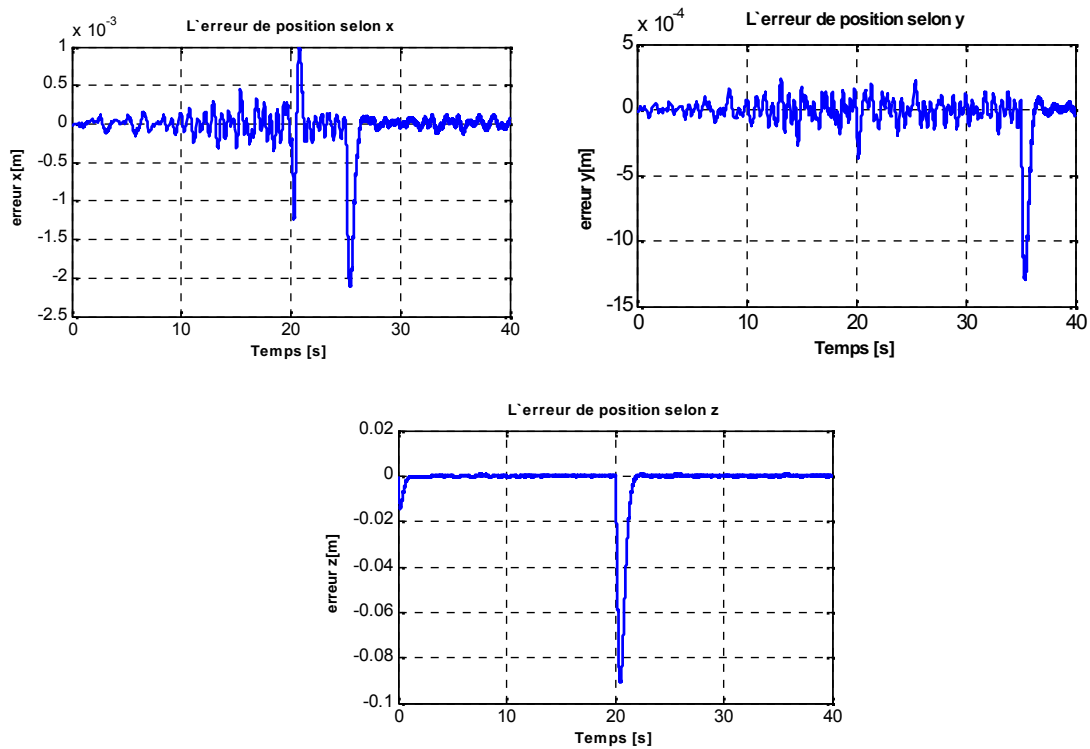 L`erreur de position selon x
x 10-3
1
0.5
0
-0.5
-1
-1.5
-2
-2.5
erreur x[m]
0 10 20 30 40
Temps [s]
L`erreur de position selon y
x 10-4
5
0
-5
-10
-15
erreur y[m]
0 10 20 30 40
Temps [s]
L`erreur de position selon z
0.02
0
-0.02
-0.04
-0.06
-0.08
-0.1
erreur z[m]
0 10 20 30 40
Temps [s]